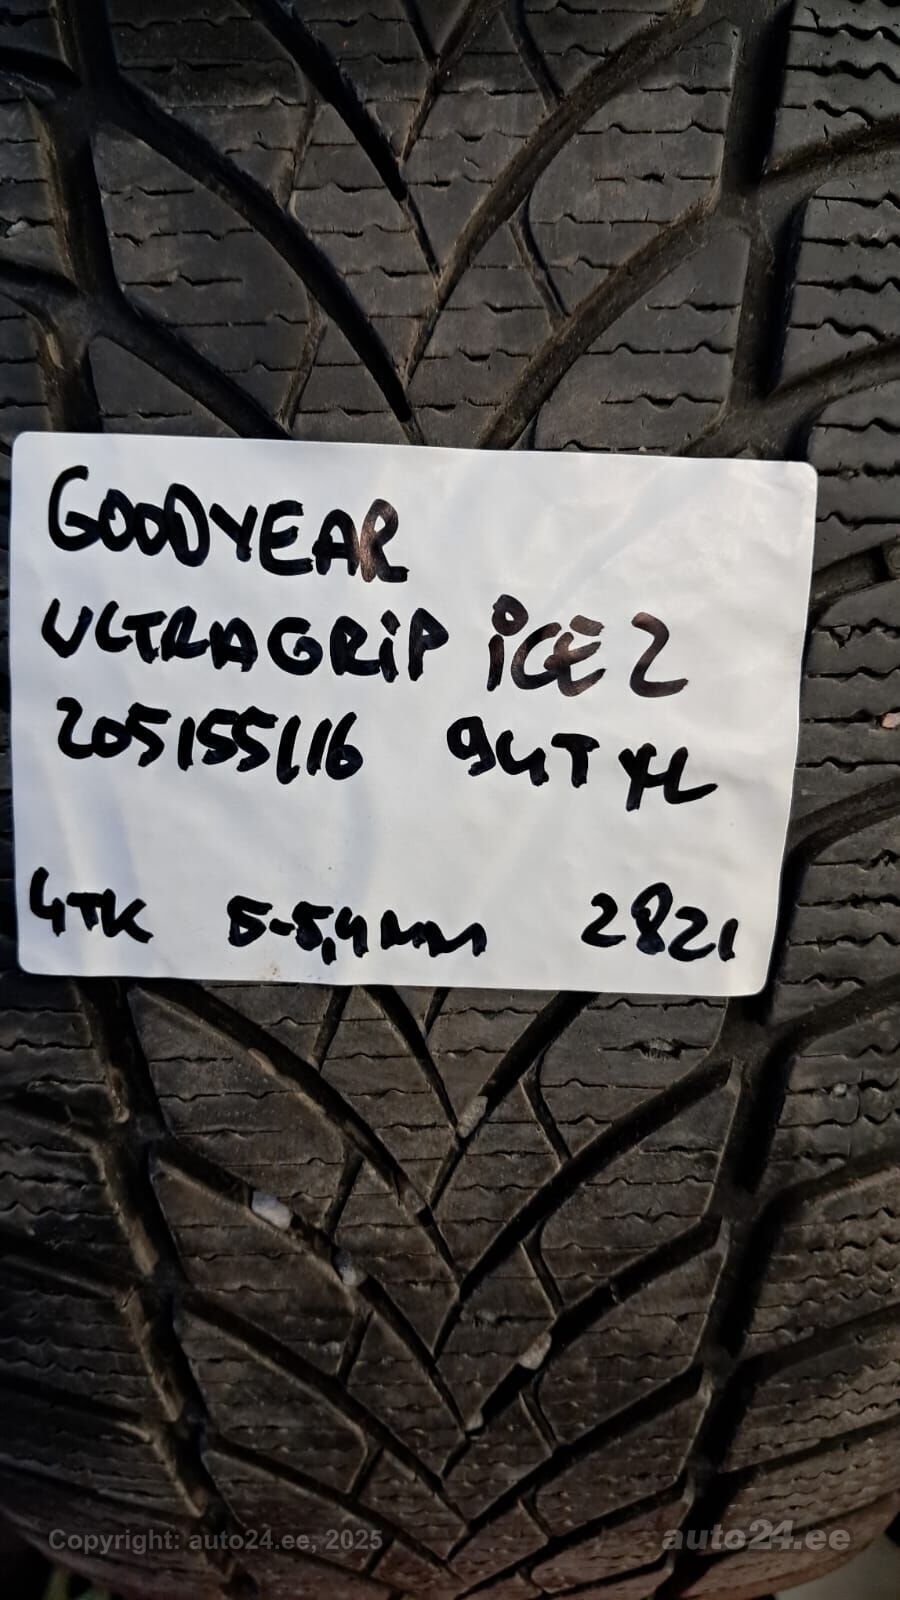 GOODYEAR
ULTRAGRiP iCE 2
205/55/16 94T XL
4TK 5-5,4mm 2821
Copyright: auto24.ee, 2025
auto24.ee